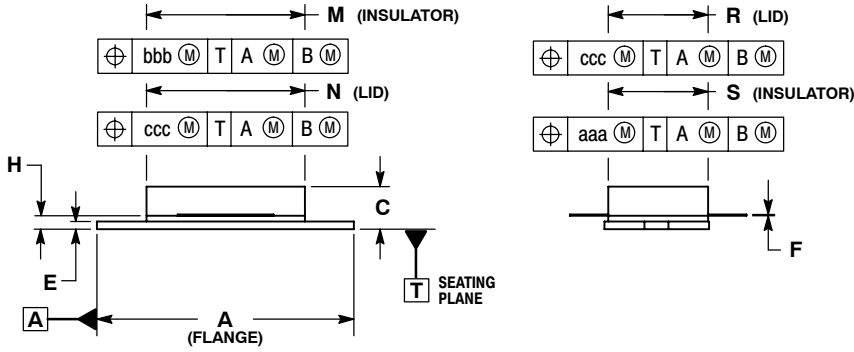 M (INSULATOR)
R (LID)
⌖ bbb Ⓜ T A Ⓜ B Ⓜ
⌖ ccc Ⓜ T A Ⓜ B Ⓜ
N (LID)
S (INSULATOR)
⌖ ccc Ⓜ T A Ⓜ B Ⓜ
⌖ aaa Ⓜ T A Ⓜ B Ⓜ
H
C
E
F
T SEATING
PLANE
A
A
(FLANGE)